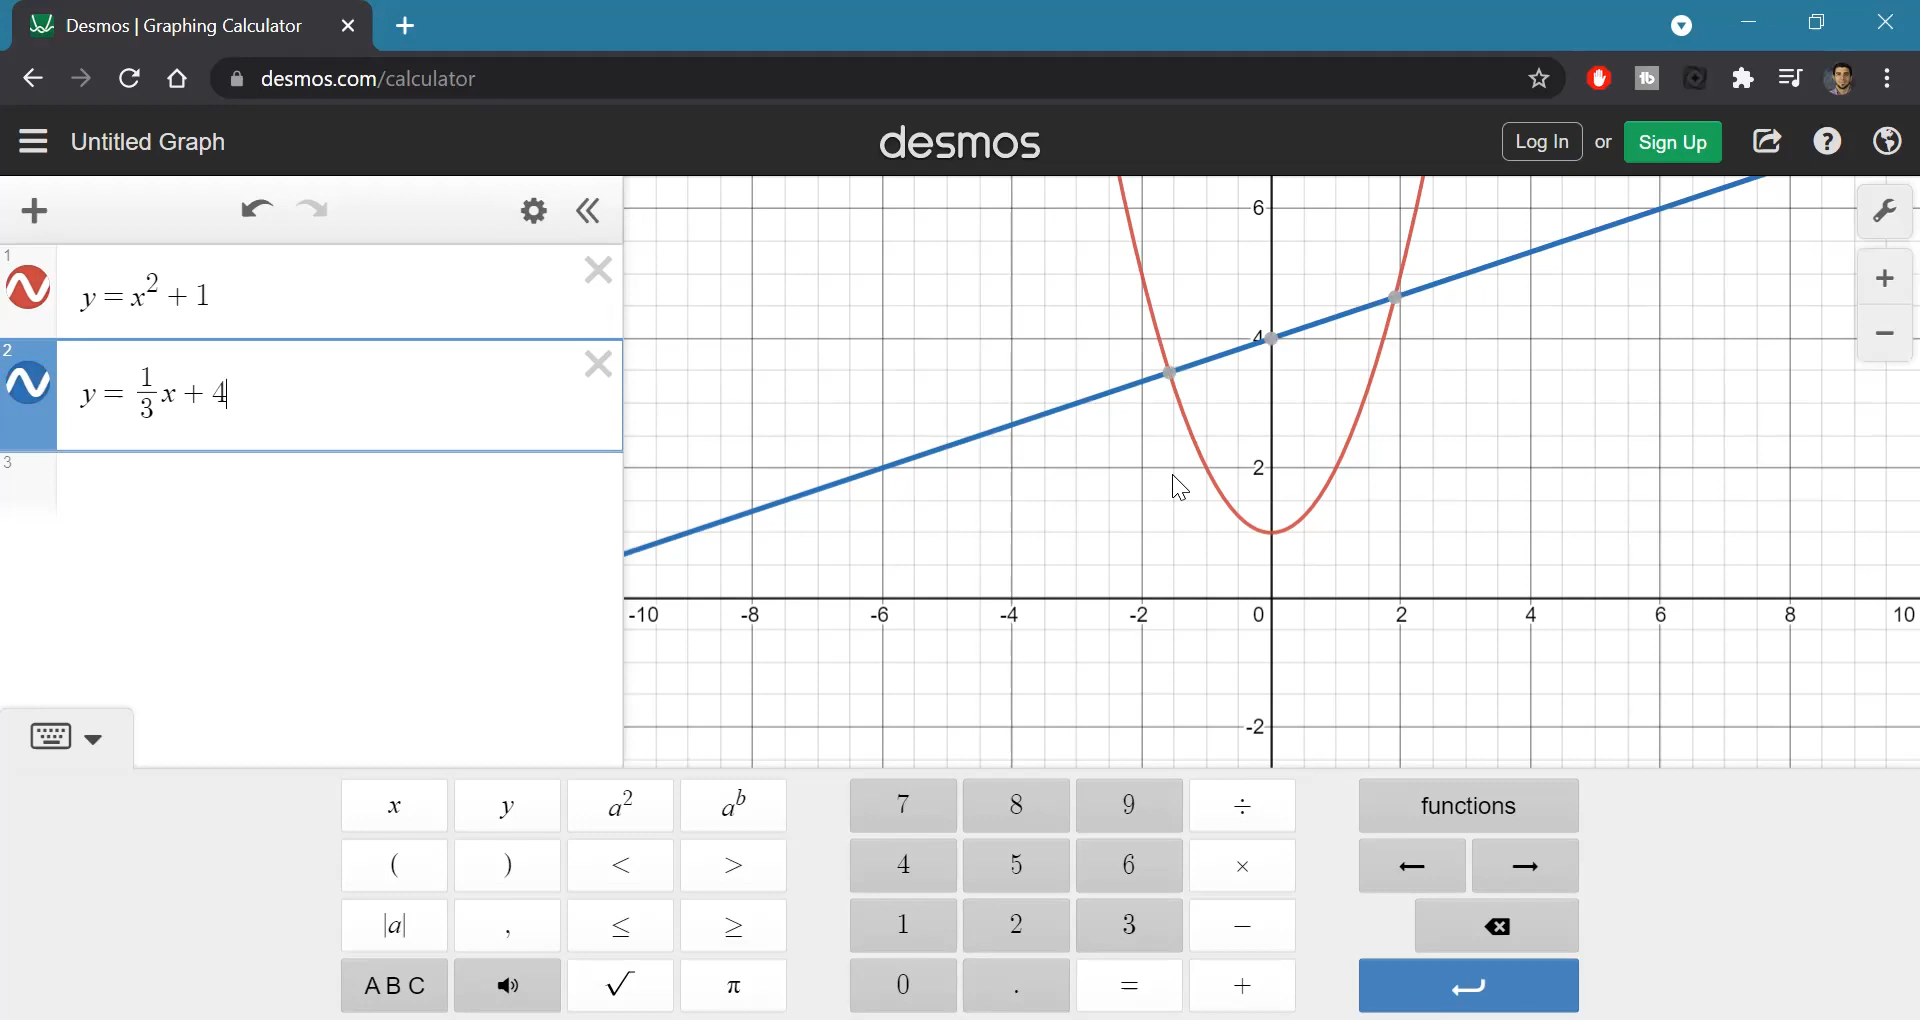 Desmos | Graphing Calculator
desmos.com/calculator
Untitled Graph
desmos
Log In or Sign Up
1
y = x² + 1
2
y = 1/3 x + 4
3
6
4
2
-10 -8 -6 -4 -2 0 2 4 6 8 10
-2
x y a² a^b 7 8 9 ÷ functions
( ) < > 4 5 6 × ← →
|a| , ≤ ≥ 1 2 3 −
A B C √ π 0 . = +